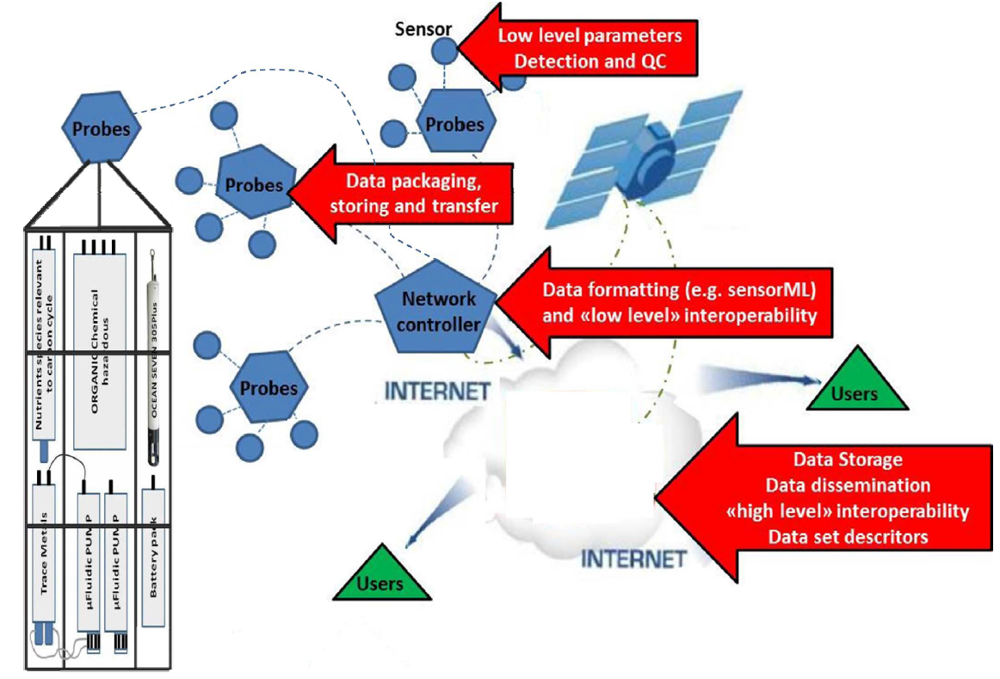 Sensor
Low level parameters
Detection and QC
Probes
Probes
Probes
Data packaging,
storing and transfer
Network
controller
Data formatting (e.g. sensorML)
and «low level» interoperability
Probes
INTERNET
Users
Data Storage
Data dissemination
«high level» interoperability
Data set descritors
INTERNET
Users
Nutrients species relevant
to carbon cycle
ORGANIC Chemical
hazardous
OCEAN SEVEN 305Plus
Trace Metals
µFluidic PUMP
µFluidic PUMP
Battery pack